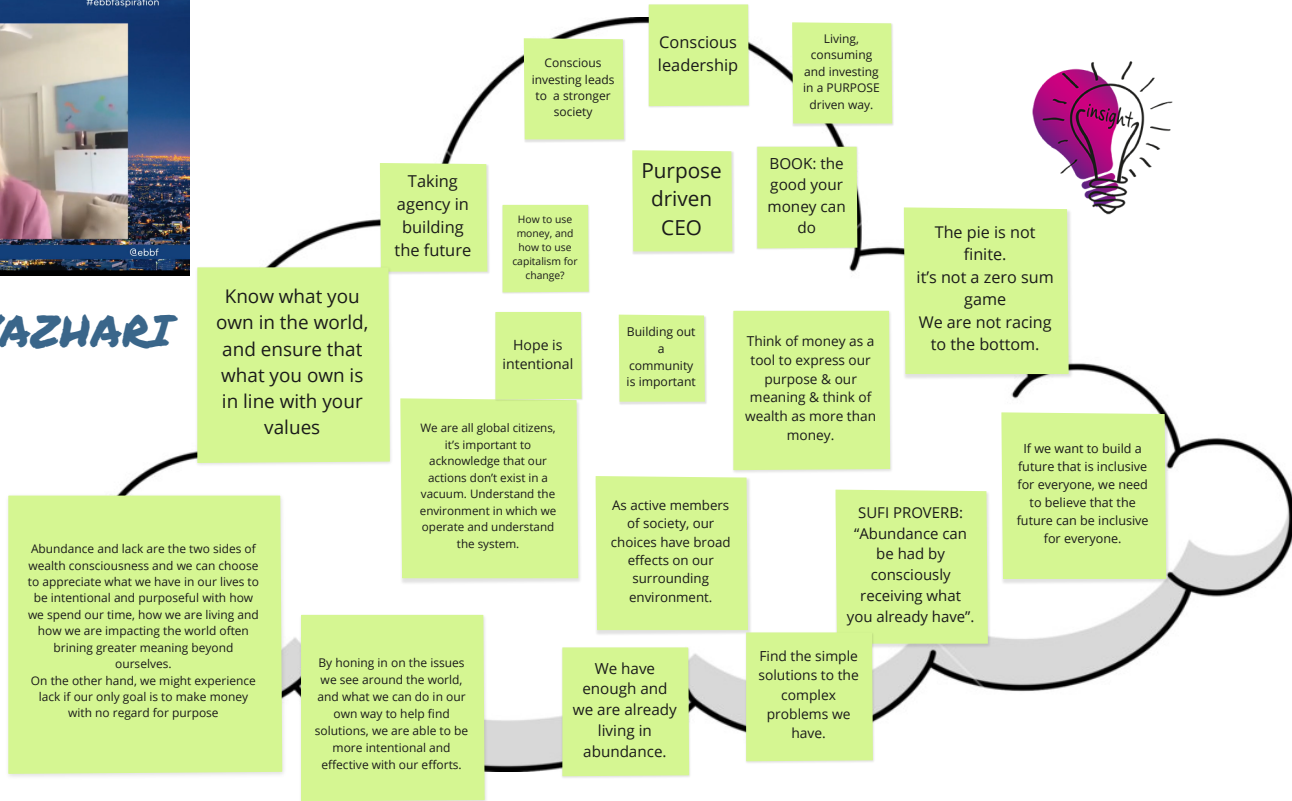 #ebbfaspiration
@ebbf
AZHARI
Conscious
investing leads
to a stronger
society
Conscious
leadership
Living,
consuming
and investing
in a PURPOSE
driven way.
insight
Taking
agency in
building
the future
How to use
money, and
how to use
capitalism for
change?
Purpose
driven
CEO
BOOK: the
good your
money can
do
The pie is not
finite.
it's not a zero sum
game
We are not racing
to the bottom.
Know what you
own in the world,
and ensure that
what you own is
in line with your
values
Hope is
intentional
Building out
a
community
is important
Think of money as a
tool to express our
purpose & our
meaning & think of
wealth as more than
money.
We are all global citizens,
it's important to
acknowledge that our
actions don't exist in a
vacuum. Understand the
environment in which we
operate and understand
the system.
As active members
of society, our
choices have broad
effects on our
surrounding
environment.
SUFI PROVERB:
“Abundance can
be had by
consciously
receiving what
you already have”.
If we want to build a
future that is inclusive
for everyone, we need
to believe that the
future can be inclusive
for everyone.
Abundance and lack are the two sides of
wealth consciousness and we can choose
to appreciate what we have in our lives to
be intentional and purposeful with how
we spend our time, how we are living and
how we are impacting the world often
brining greater meaning beyond
ourselves.
On the other hand, we might experience
lack if our only goal is to make money
with no regard for purpose
By honing in on the issues
we see around the world,
and what we can do in our
own way to help find
solutions, we are able to be
more intentional and
effective with our efforts.
We have
enough and
we are already
living in
abundance.
Find the simple
solutions to the
complex
problems we
have.